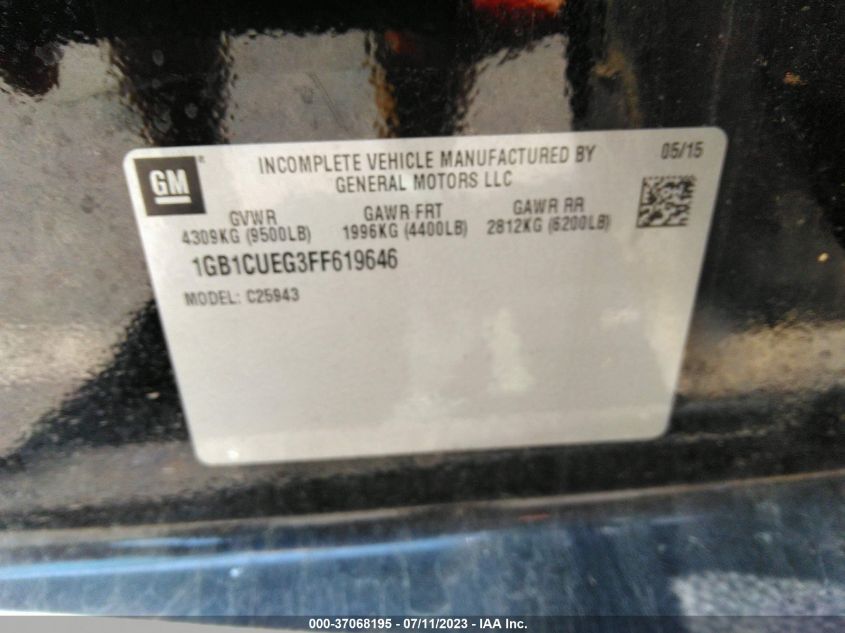 GM®
INCOMPLETE VEHICLE MANUFACTURED BY 05/15
GENERAL MOTORS LLC
GVWR GAWR FRT GAWR RR
4309KG (9500LB) 1996KG (4400LB) 2812KG (6200LB)
1GB1CUEG3FF619646
MODEL: C25943
000-37068195 - 07/11/2023 - IAA Inc.